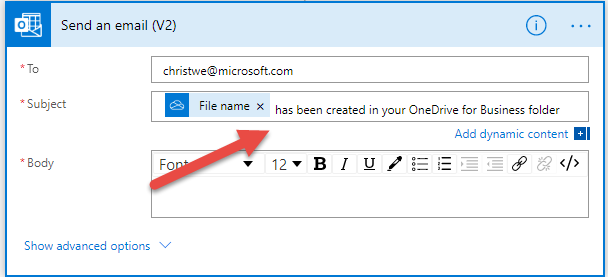 Send an email (V2)
* To
christwe@microsoft.com
* Subject
File name × has been created in your OneDrive for Business folder
Add dynamic content
* Body
Font 12 B I U </>
Show advanced options